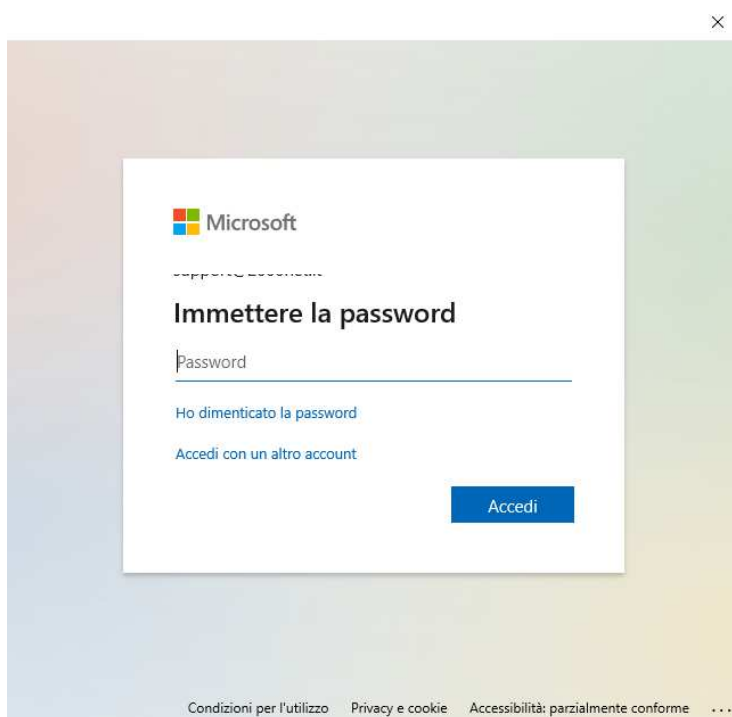 Microsoft
Immettere la password
Password
Ho dimenticato la password
Accedi con un altro account
Accedi
Condizioni per l'utilizzo Privacy e cookie Accessibilità: parzialmente conforme ...